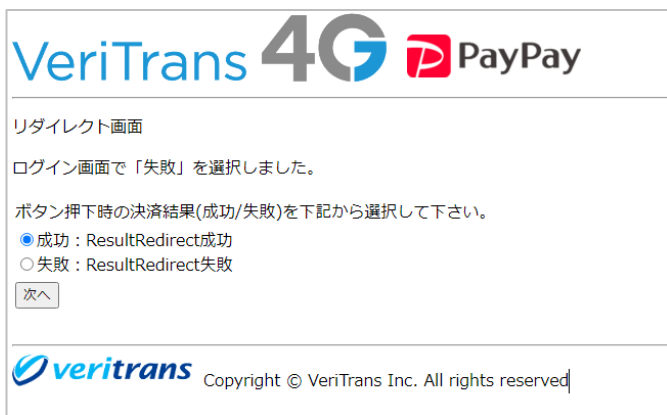 VeriTrans 4G PayPay
リダイレクト画面
ログイン画面で「失敗」を選択しました。
ボタン押下時の決済結果(成功/失敗)を下記から選択して下さい。
成功：ResultRedirect成功
失敗：ResultRedirect失敗
次へ
veritrans Copyright © VeriTrans Inc. All rights reserved